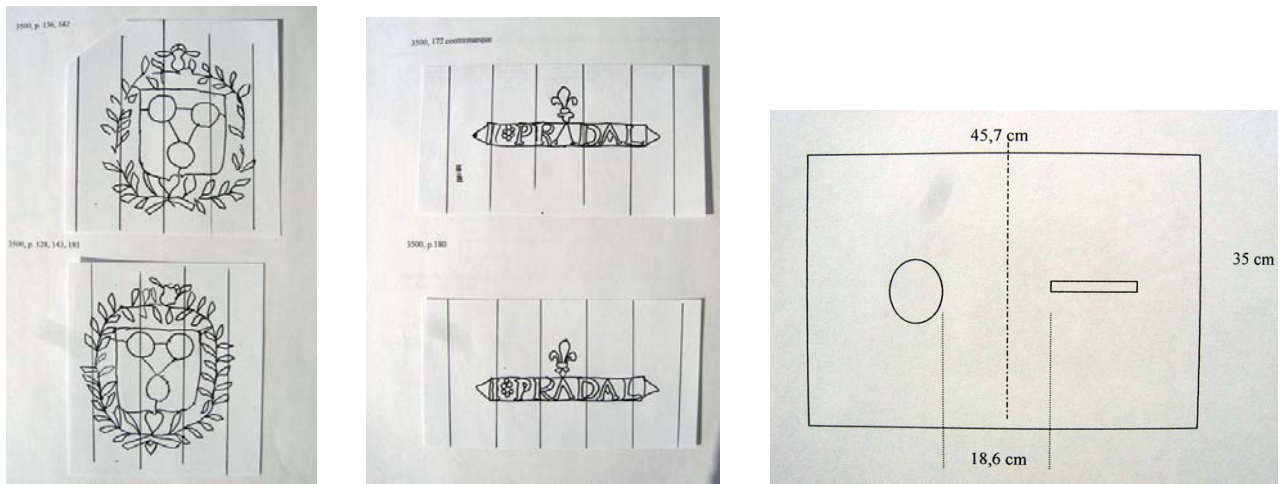 3500, p. 136, 142
3500, p. 128, 143, 181
3500, 172 contremarque
I PRADAL
3500, p.180
I PRADAL
45,7 cm
35 cm
18,6 cm